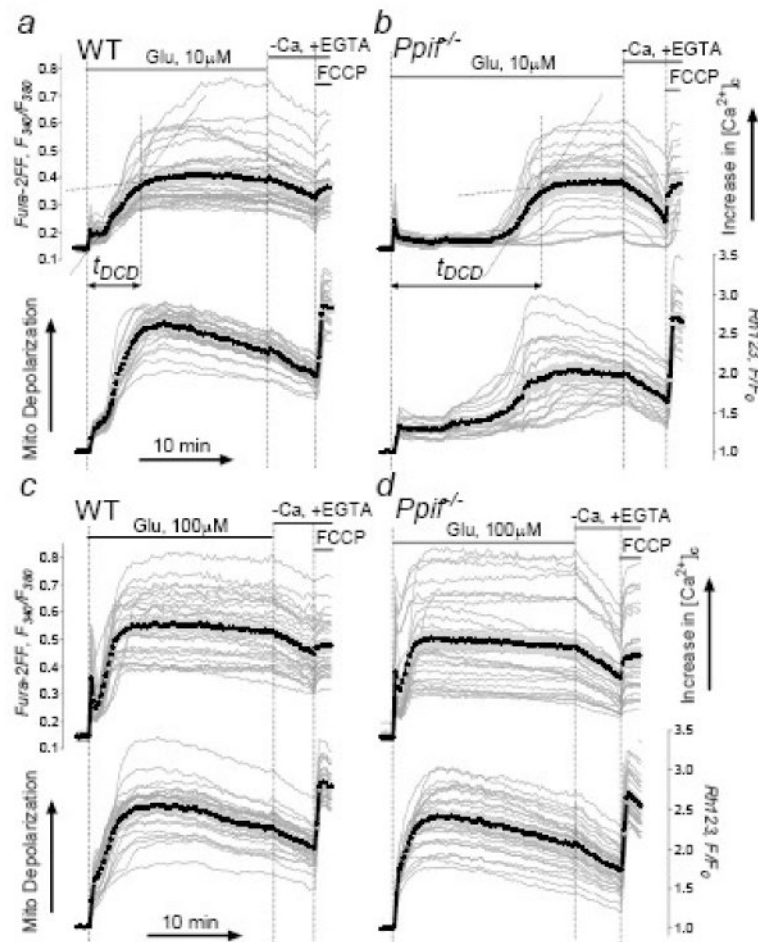 a WT
Glu, 10µM
-Ca, +EGTA
FCCP
Fura-2FF, F340/F380
0.8
0.7
0.6
0.5
0.4
0.3
0.2
0.1
tDCD
Mito Depolarization
10 min
b Ppif-/-
Glu, 10µM
-Ca, +EGTA
FCCP
Increase in [Ca2+]c
tDCD
3.5
3.0
2.5
2.0
1.5
1.0
Rh123, F/Fo
c WT
Glu, 100µM
-Ca, +EGTA
FCCP
Fura-2FF, F340/F380
0.8
0.7
0.6
0.5
0.4
0.3
0.2
0.1
Mito Depolarization
10 min
d Ppif-/-
Glu, 100µM
-Ca, +EGTA
FCCP
Increase in [Ca2+]c
3.5
3.0
2.5
2.0
1.5
1.0
Rh123, F/Fo